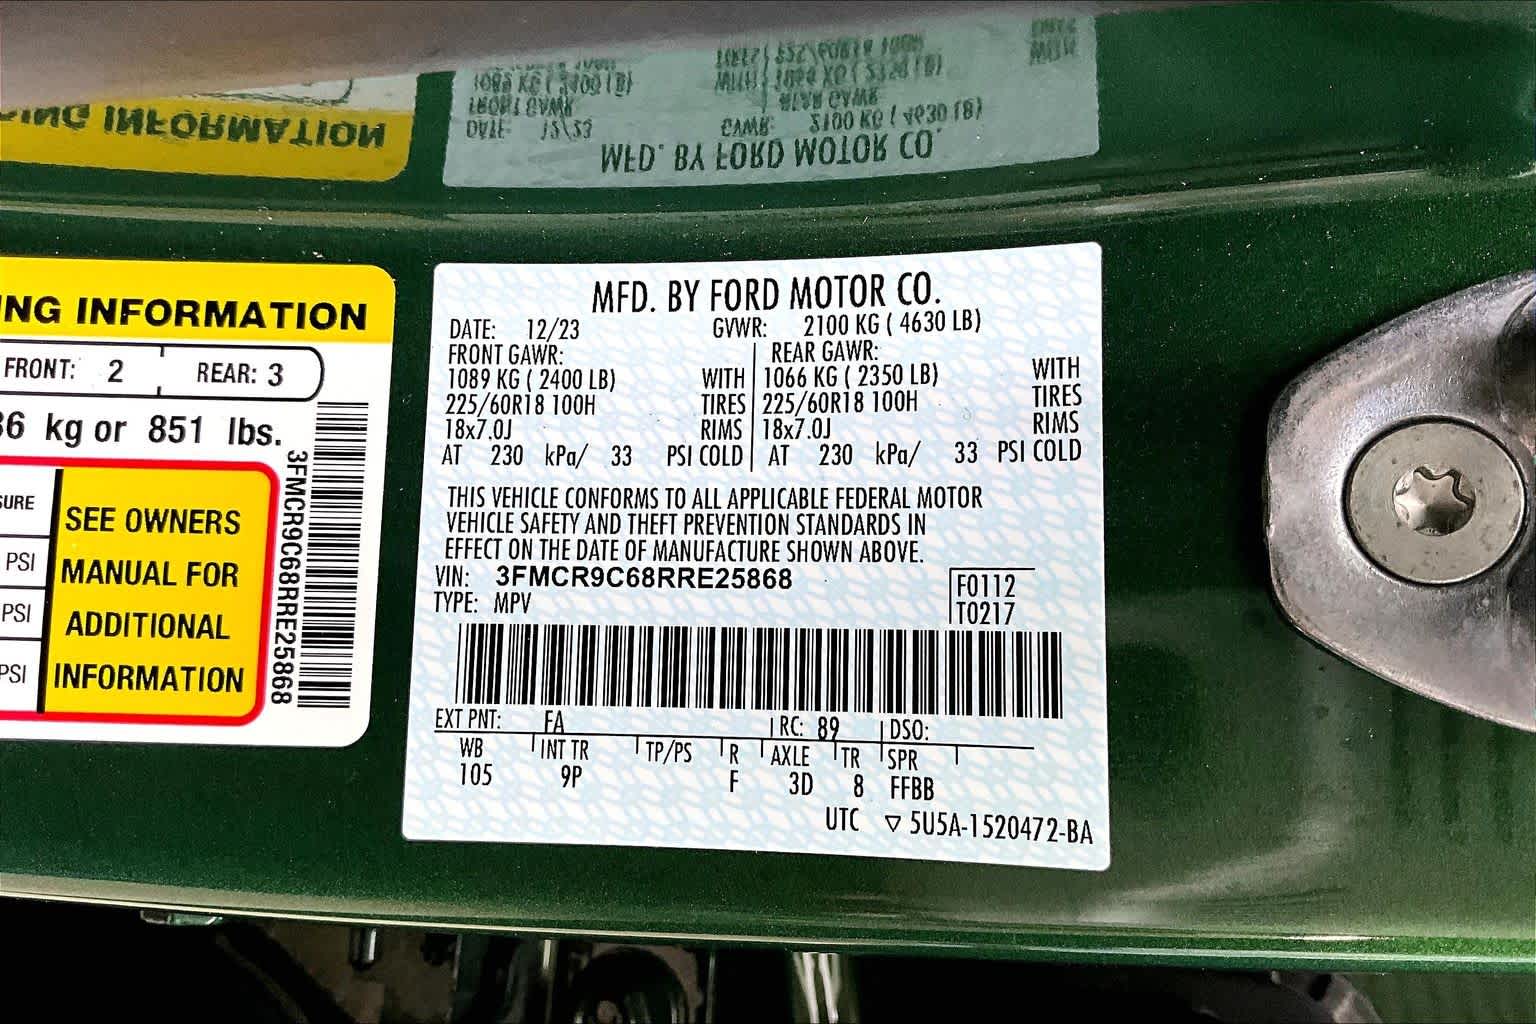 NG INFORMATION
FRONT: 2 REAR: 3
86 kg or 851 lbs.
SURE
PSI
PSI
PSI
SEE OWNERS
MANUAL FOR
ADDITIONAL
INFORMATION
3FMCR9C68RRE25868
MFD. BY FORD MOTOR CO.
DATE: 12/23 GVWR: 2100 KG ( 4630 LB)
FRONT GAWR: REAR GAWR:
1089 KG ( 2400 LB) WITH 1066 KG ( 2350 LB) WITH
225/60R18 100H TIRES 225/60R18 100H TIRES
18x7.0J RIMS 18x7.0J RIMS
AT 230 kPa/ 33 PSI COLD AT 230 kPa/ 33 PSI COLD
THIS VEHICLE CONFORMS TO ALL APPLICABLE FEDERAL MOTOR
VEHICLE SAFETY AND THEFT PREVENTION STANDARDS IN
EFFECT ON THE DATE OF MANUFACTURE SHOWN ABOVE.
VIN: 3FMCR9C68RRE25868 F0112
TYPE: MPV T0217
EXT PNT: FA RC: 89 DSO:
WB INT TR TP/PS R AXLE TR SPR
105 9P F 3D 8 FFBB
UTC ▽ 5U5A-1520472-BA